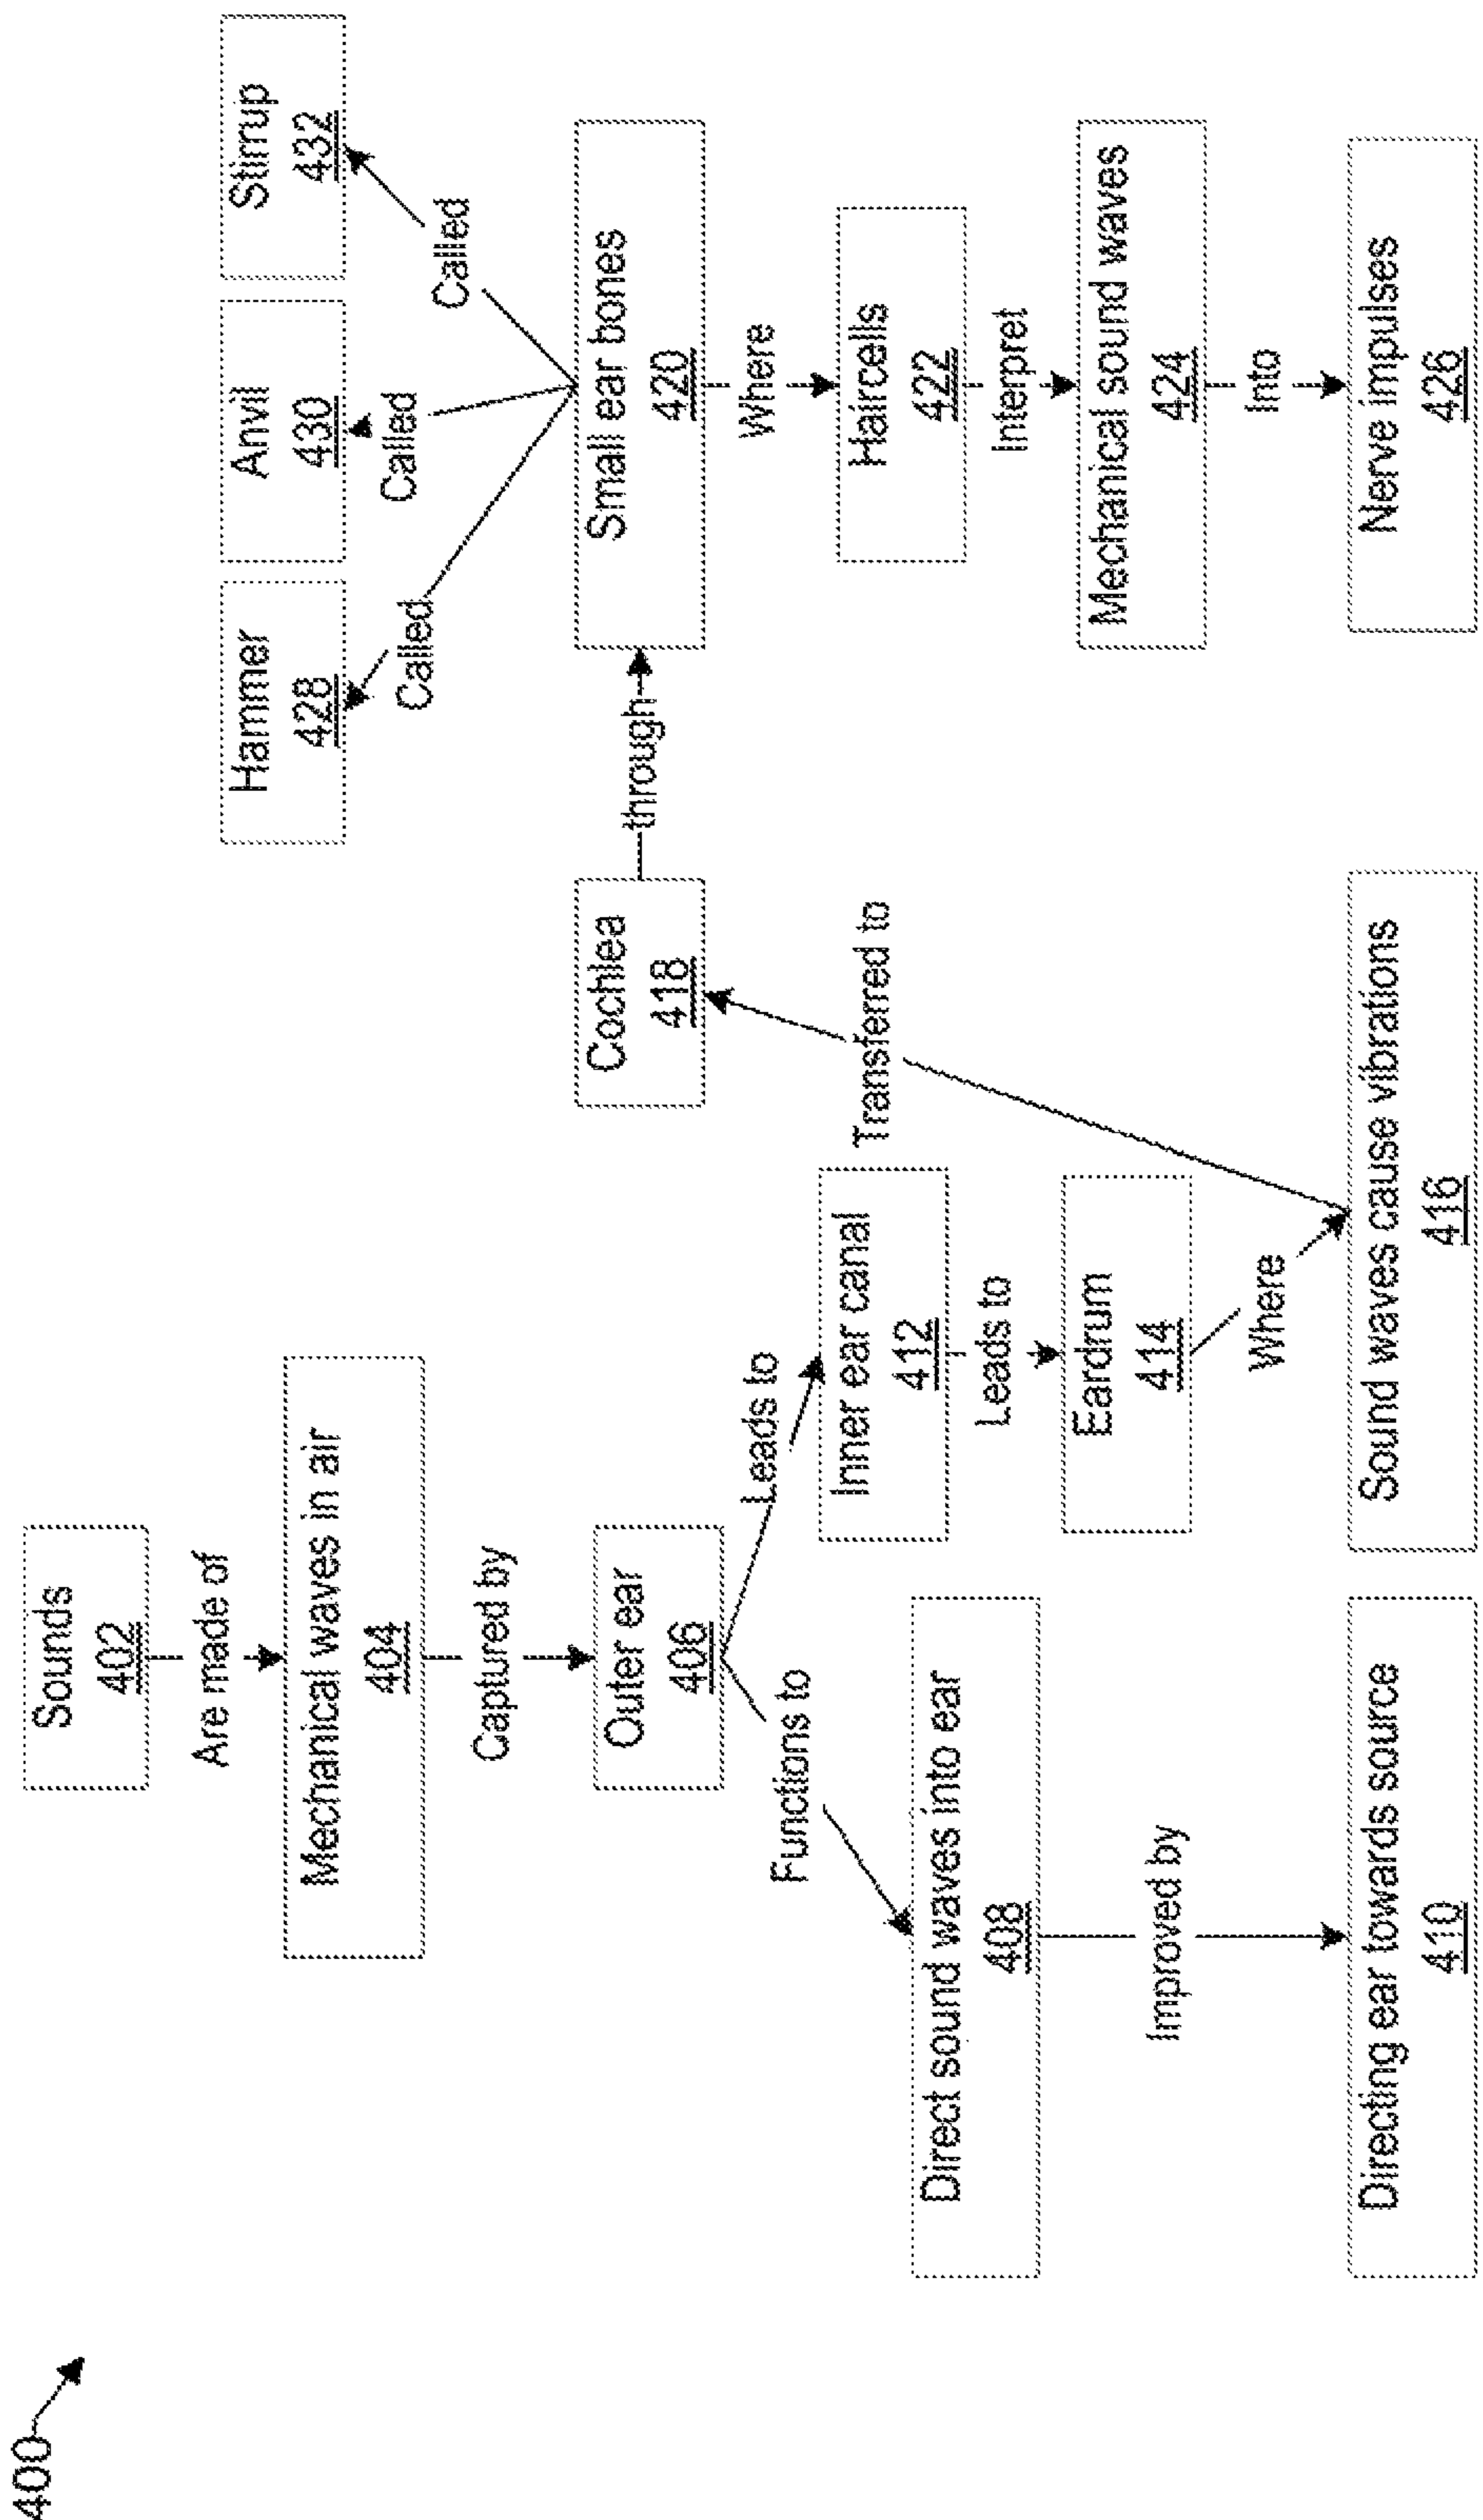 400
Sounds
402
Are made of
Mechanical waves in air
404
Captured by
Outer ear
406
Functions to
Direct sound waves into ear
408
Improved by
Directing ear towards source
410
Leads to
Inner ear canal
412
Leads to
Eardrum
414
Where
Sound waves cause vibrations
416
Transferred to
Cochlea
418
through
Small ear bones
420
Called
Hammer
428
Called
Anvil
430
Called
Stirrup
432
Where
Haircells
422
Interpret
Mechanical sound waves
424
Into
Nerve impulses
426